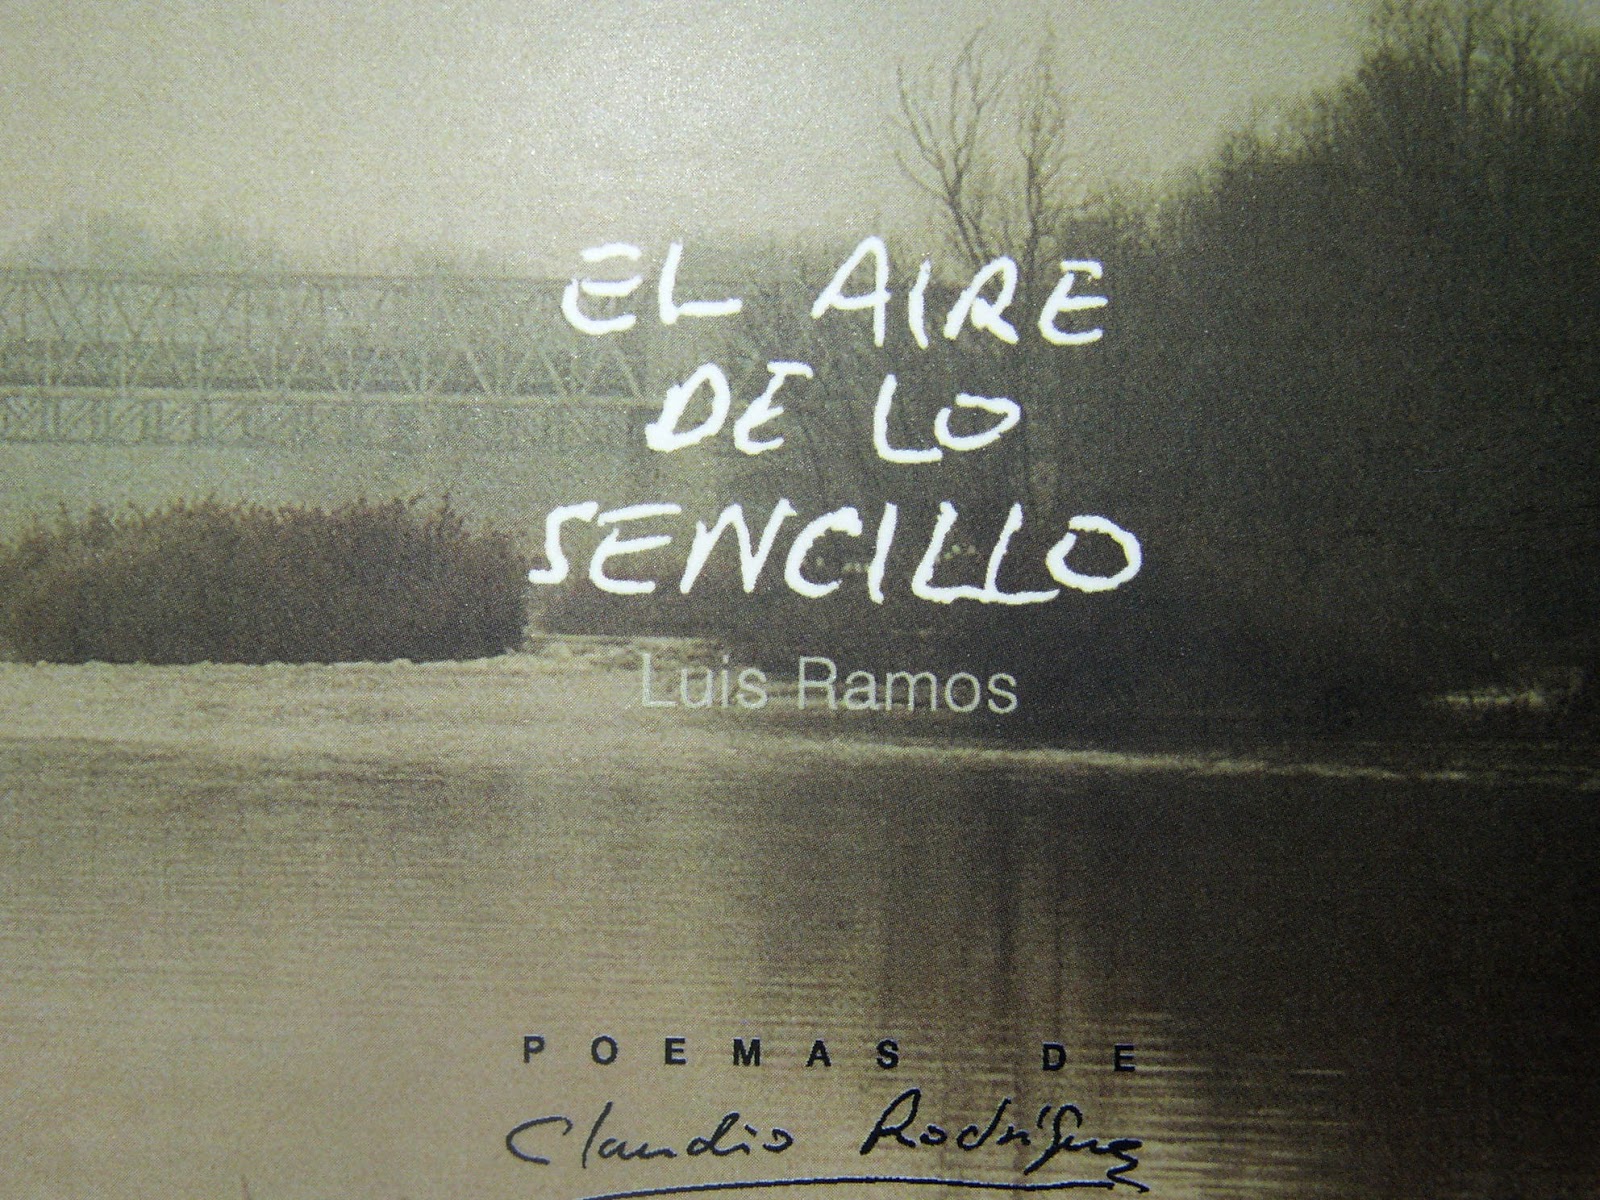 EL AIRE
DE LO
SENCILLO
Luis Ramos
POEMAS DE
Claudio Rodríguez